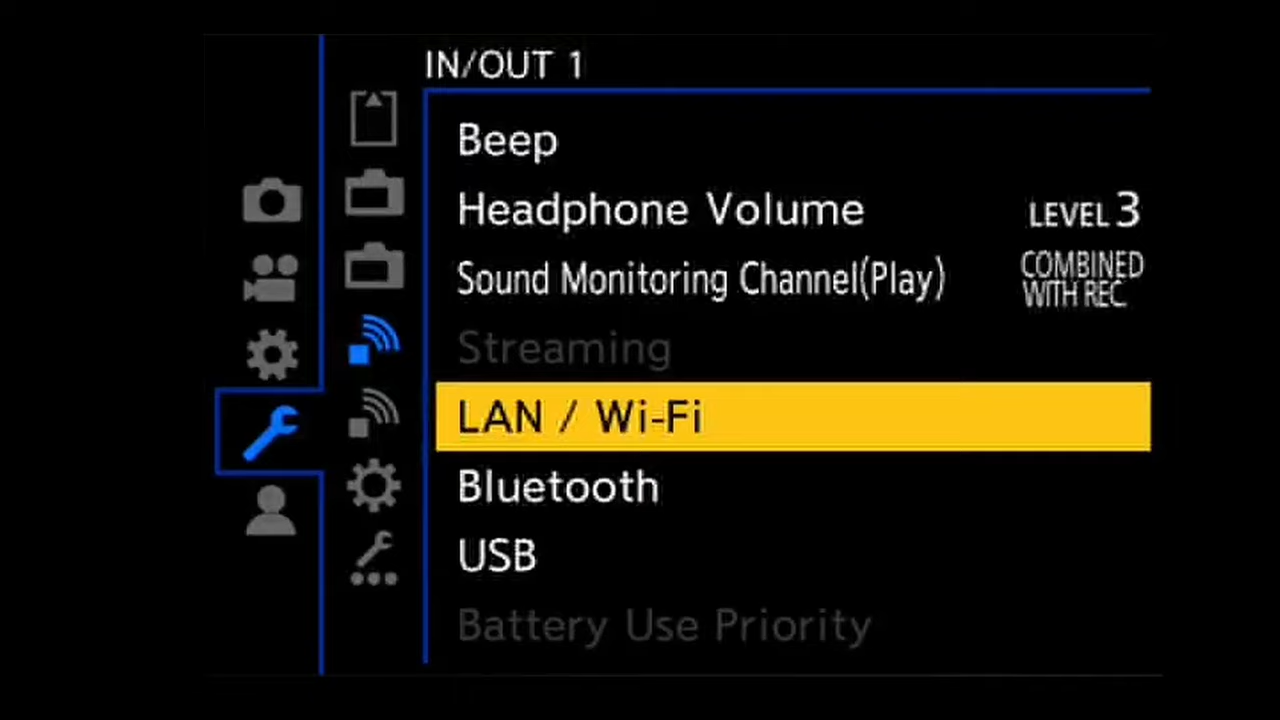 IN/OUT 1
Beep
Headphone Volume LEVEL 3
Sound Monitoring Channel(Play) COMBINED
WITH REC
Streaming
LAN / Wi-Fi
Bluetooth
USB
Battery Use Priority